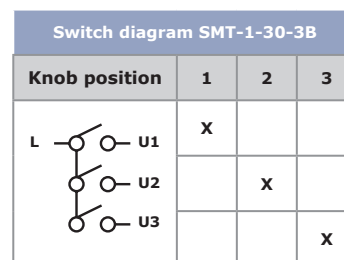 Switch diagram SMT-1-30-3B
Knob position 1 2 3
L U1 X
U2 X
U3 X